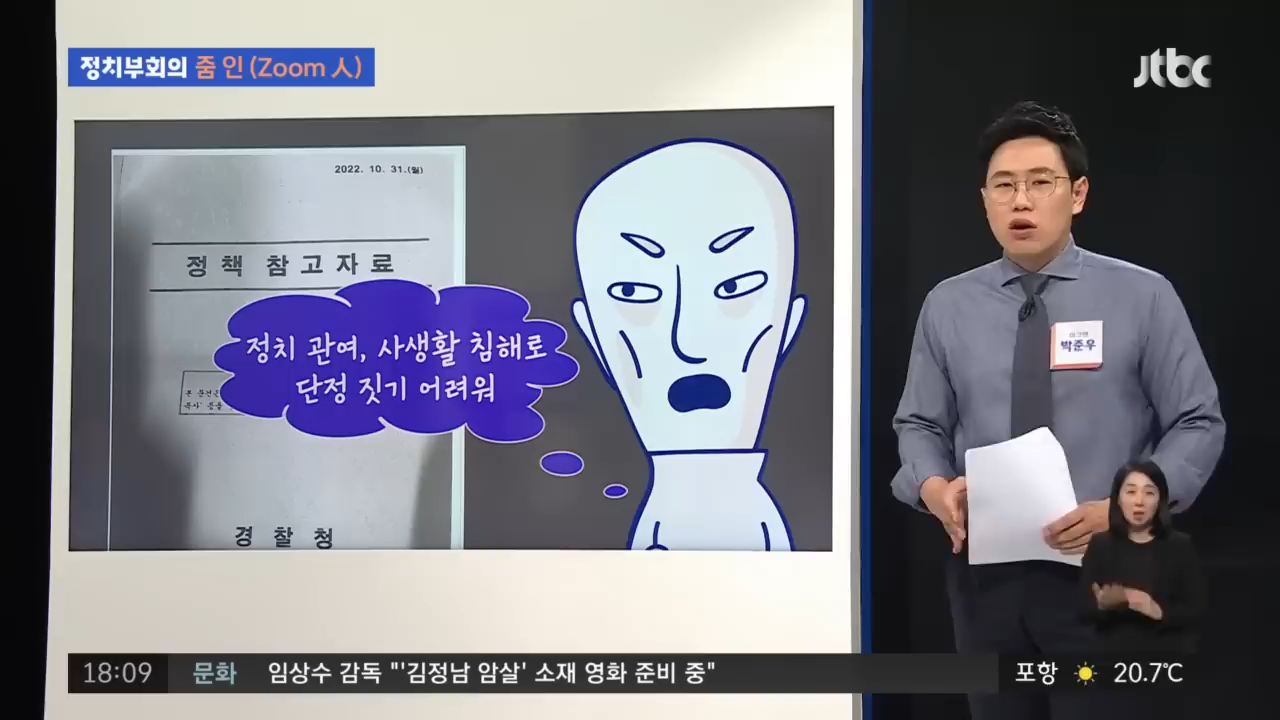 정치부회의 줌 인 (Zoom 人)
jtbc
2022. 10. 31.(월)
정 책 참 고 자 료
정치 관여, 사생활 침해로
단정 짓기 어려워
경 찰 청
박준우
18:09 문화 임상수 감독 "'김정남 암살' 소재 영화 준비 중" 포항 20.7℃